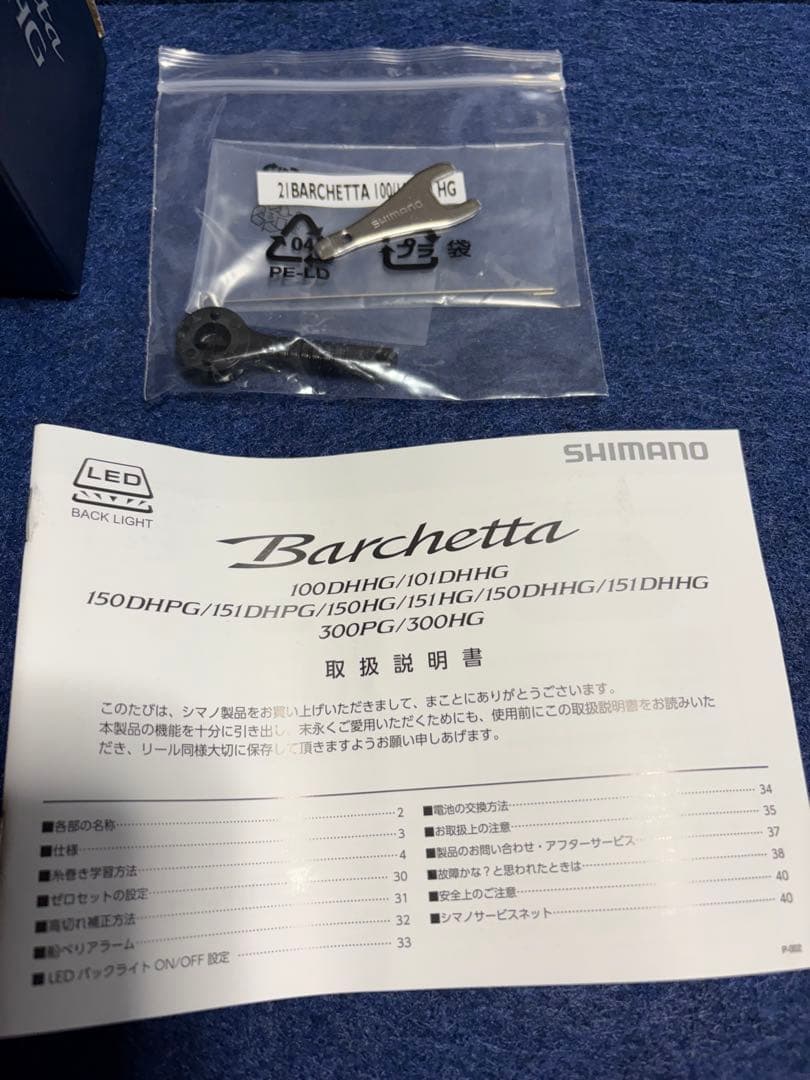 HG
21BARCHETTA 100/1 HG
SHIMANO
04
PE-LD
プラ
袋
SHIMANO
LED
BACK LIGHT
Barchetta
100DHHG/101DHHG
150DHPG/151DHPG/150HG/151HG/150DHHG/151DHHG
300PG/300HG
取扱説明書
このたびは、シマノ製品をお買い上げいただきまして、まことにありがとうございます。
本製品の機能を十分に引き出し、末永くご愛用いただくためにも、使用前にこの取扱説明書をお読みいた
だき、リール同様大切に保存して頂きますようお願い申しあげます。
■各部の名称 2
■仕様 3
■糸巻き学習方法 4
■ゼロセットの設定 30
■高切れ補正方法 31
■船べりアラーム 32
■LED バックライト ON/OFF 設定 33
■電池の交換方法 34
■お取扱上の注意 35
■製品のお問い合わせ・アフターサービス 37
■故障かな？と思われたときは 38
■安全上のご注意 40
■シマノサービスネット 40
P-002